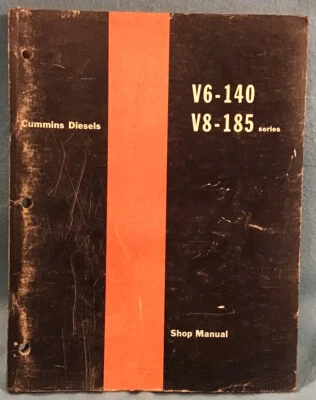 V6-140
V8-185 series
Cummins Diesels
Shop Manual